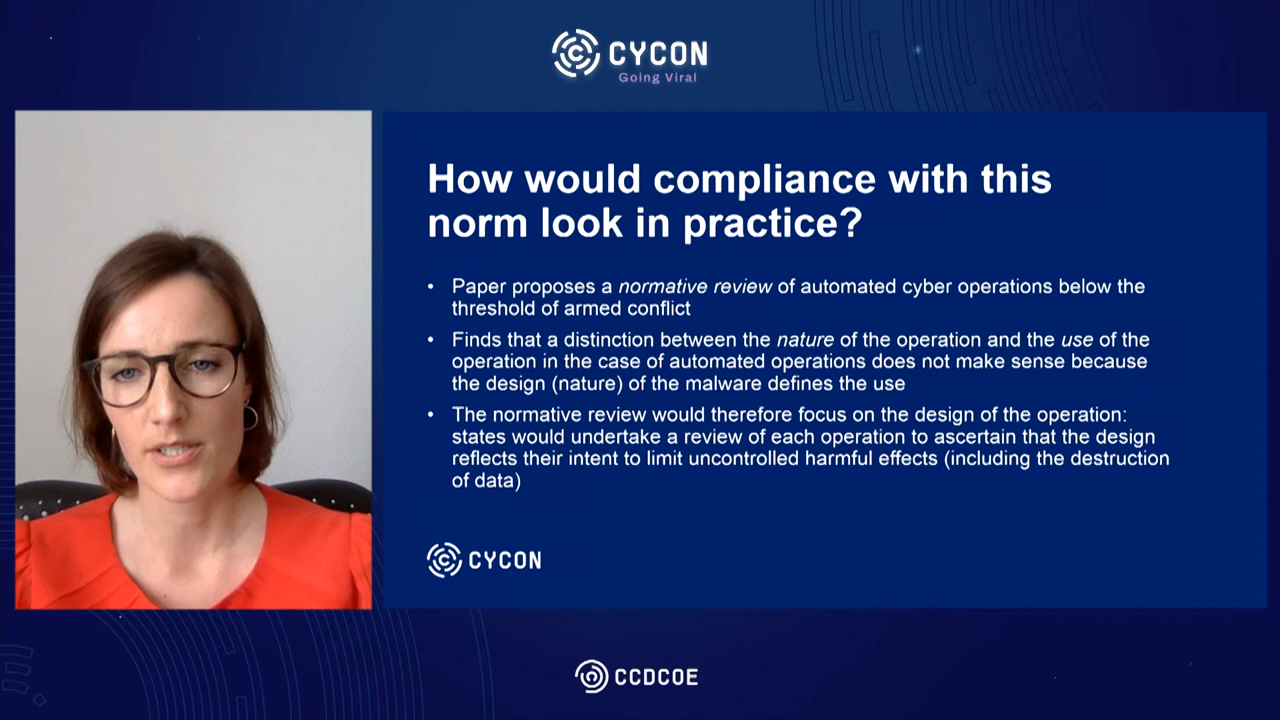 CYCON
Going Viral
How would compliance with this
norm look in practice?
• Paper proposes a normative review of automated cyber operations below the
threshold of armed conflict
• Finds that a distinction between the nature of the operation and the use of the
operation in the case of automated operations does not make sense because
the design (nature) of the malware defines the use
• The normative review would therefore focus on the design of the operation:
states would undertake a review of each operation to ascertain that the design
reflects their intent to limit uncontrolled harmful effects (including the destruction
of data)
CYCON
CCDCOE